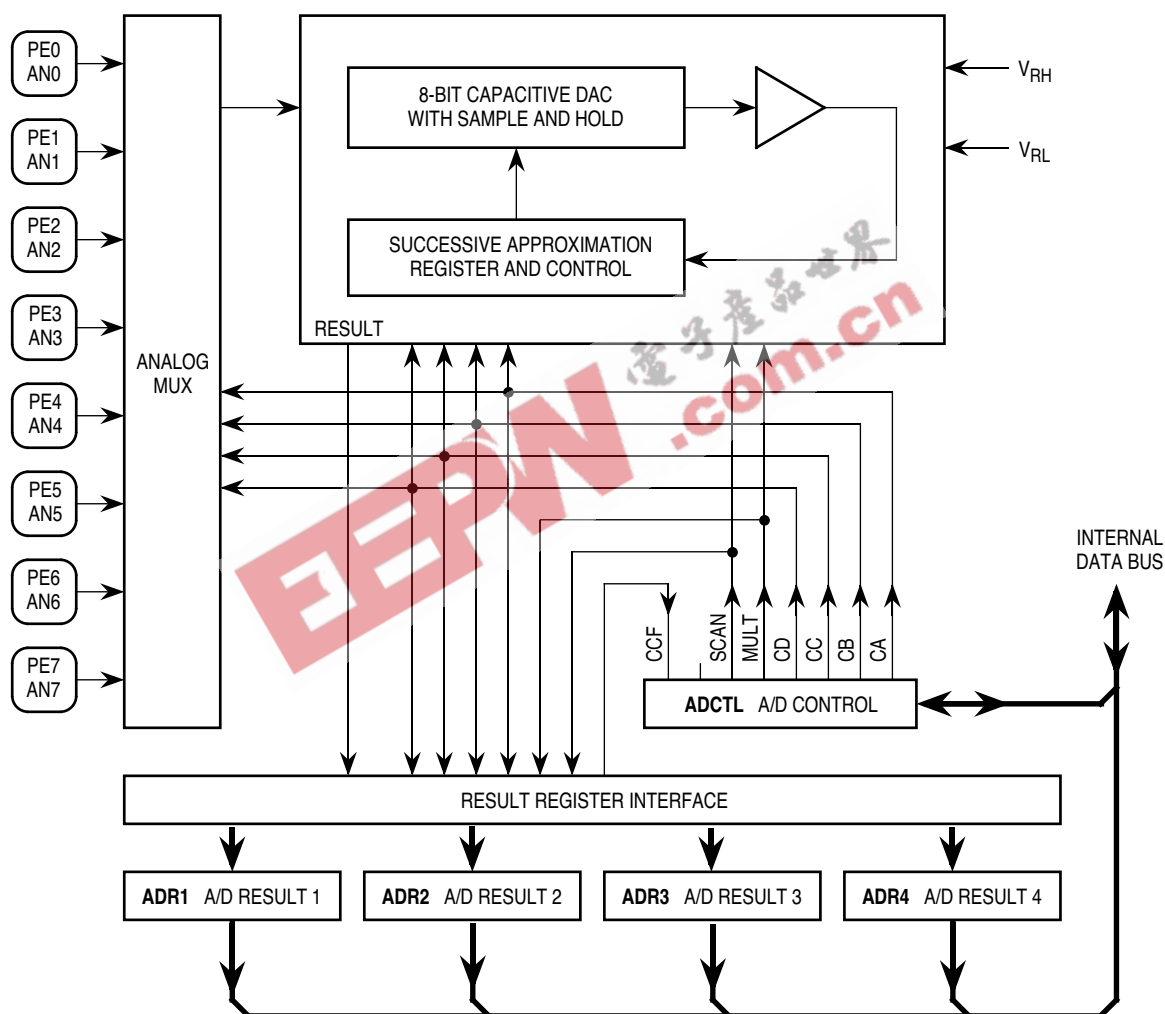 PE0
AN0
PE1
AN1
PE2
AN2
PE3
AN3
PE4
AN4
PE5
AN5
PE6
AN6
PE7
AN7
ANALOG
MUX
8-BIT CAPACITIVE DAC
WITH SAMPLE AND HOLD
SUCCESSIVE APPROXIMATION
REGISTER AND CONTROL
RESULT
VRH
VRL
INTERNAL
DATA BUS
CCF
SCAN
MULT
CD
CC
CB
CA
ADCTL A/D CONTROL
RESULT REGISTER INTERFACE
ADR1 A/D RESULT 1
ADR2 A/D RESULT 2
ADR3 A/D RESULT 3
ADR4 A/D RESULT 4
EEPW
.com.cn
電子產品世界